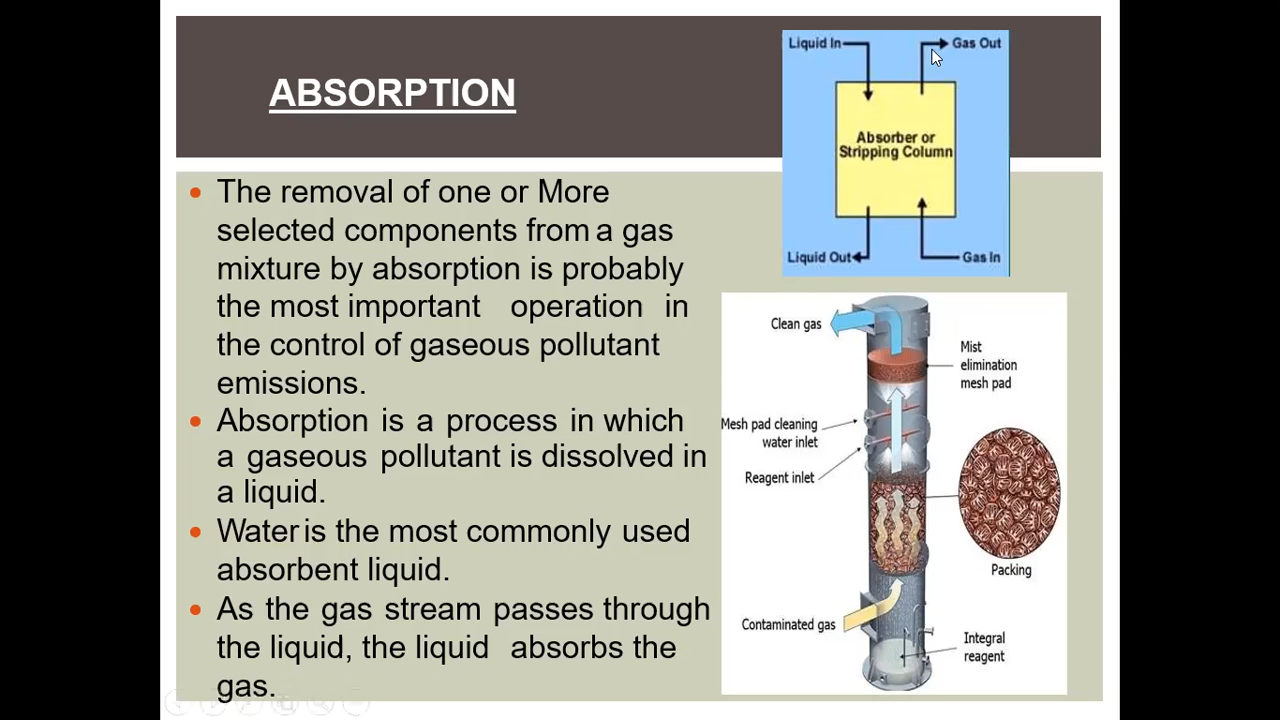 ABSORPTION
• The removal of one or More
selected components from a gas
mixture by absorption is probably
the most important operation in
the control of gaseous pollutant
emissions.
• Absorption is a process in which
a gaseous pollutant is dissolved in
a liquid.
• Water is the most commonly used
absorbent liquid.
• As the gas stream passes through
the liquid, the liquid absorbs the
gas.
Liquid In
Gas Out
Absorber or
Stripping Column
Liquid Out
Gas In
Clean gas
Mist
elimination
mesh pad
Mesh pad cleaning
water inlet
Reagent inlet
Packing
Contaminated gas
Integral
reagent